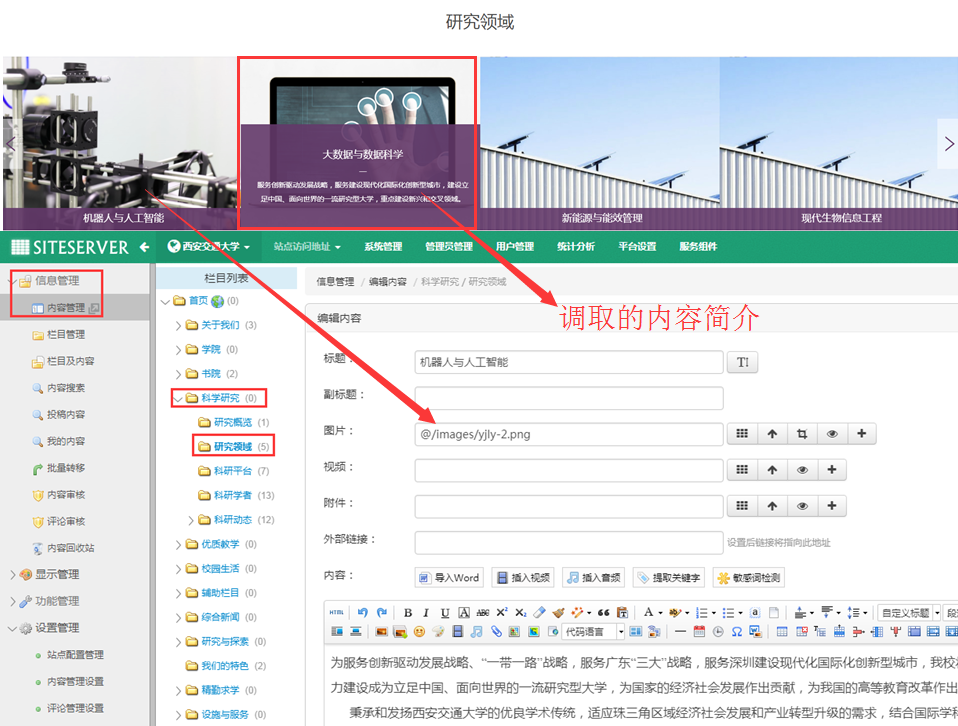 研究领域
大数据与数据科学
服务创新驱动发展战略，服务建设现代化国际化创新型城市，建设立
足中国、面向世界的一流研究型大学，重点建设新兴和交叉领域。
机器人与人工智能
新能源与能效管理
现代生物信息工程
SITESERVER
西安交通大学 站点访问地址 系统管理 管理员管理 用户管理 统计分析 平台设置 服务组件
信息管理
内容管理
栏目管理
栏目及内容
内容搜索
投稿内容
我的内容
批量转移
内容审核
评论审核
内容回收站
显示管理
功能管理
设置管理
站点配置管理
内容管理设置
评论管理设置
栏目列表
首页 (0)
关于我们 (3)
学院 (0)
书院 (2)
科学研究 (0)
研究概览 (1)
研究领域 (5)
科研平台 (7)
科研学者 (13)
科研动态 (12)
优质教学 (0)
校园生活 (0)
辅助栏目 (0)
综合新闻 (0)
研究与探索 (0)
我们的特色 (2)
精勤求学 (0)
设施与服务 (0)
信息管理 / 编辑内容 / 科学研究 / 研究领域
调取的内容简介
编辑内容
标题： 机器人与人工智能 TI
副标题：
图片： @/images/yjly-2.png
视频：
附件：
外部链接： 设置后链接将指向此地址
内容： 导入Word 插入视频 插入音频 提取关键字 敏感词检测
HTML B I U A ABC X² X₂ A ab a 自定义标题
代码语言
为服务创新驱动发展战略、“一带一路”战略，服务广东“三大”战略，服务深圳建设现代化国际化创新型城市，我校
力建设成为立足中国、面向世界的一流研究型大学，为国家的经济社会发展作出贡献，为我国的高等教育改革作出
秉承和发扬西安交通大学的优良学术传统，适应珠三角区域经济社会发展和产业转型升级的需求，结合国际学